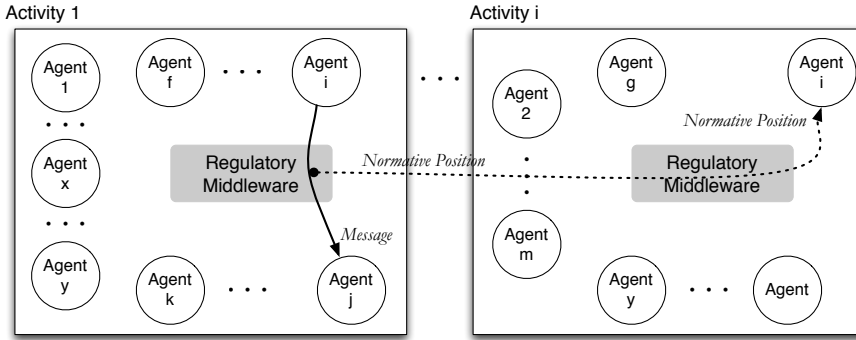 Activity 1
Activity i
Agent
1
Agent
f
. . .
Agent
i
. . .
Agent
2
Agent
g
Agent
i
. . .
Agent
x
Regulatory
Middleware
Normative Position
Normative Position
Regulatory
Middleware
. . .
. . .
Agent
y
Message
Agent
k
. . .
Agent
j
Agent
m
Agent
y
. . .
Agent